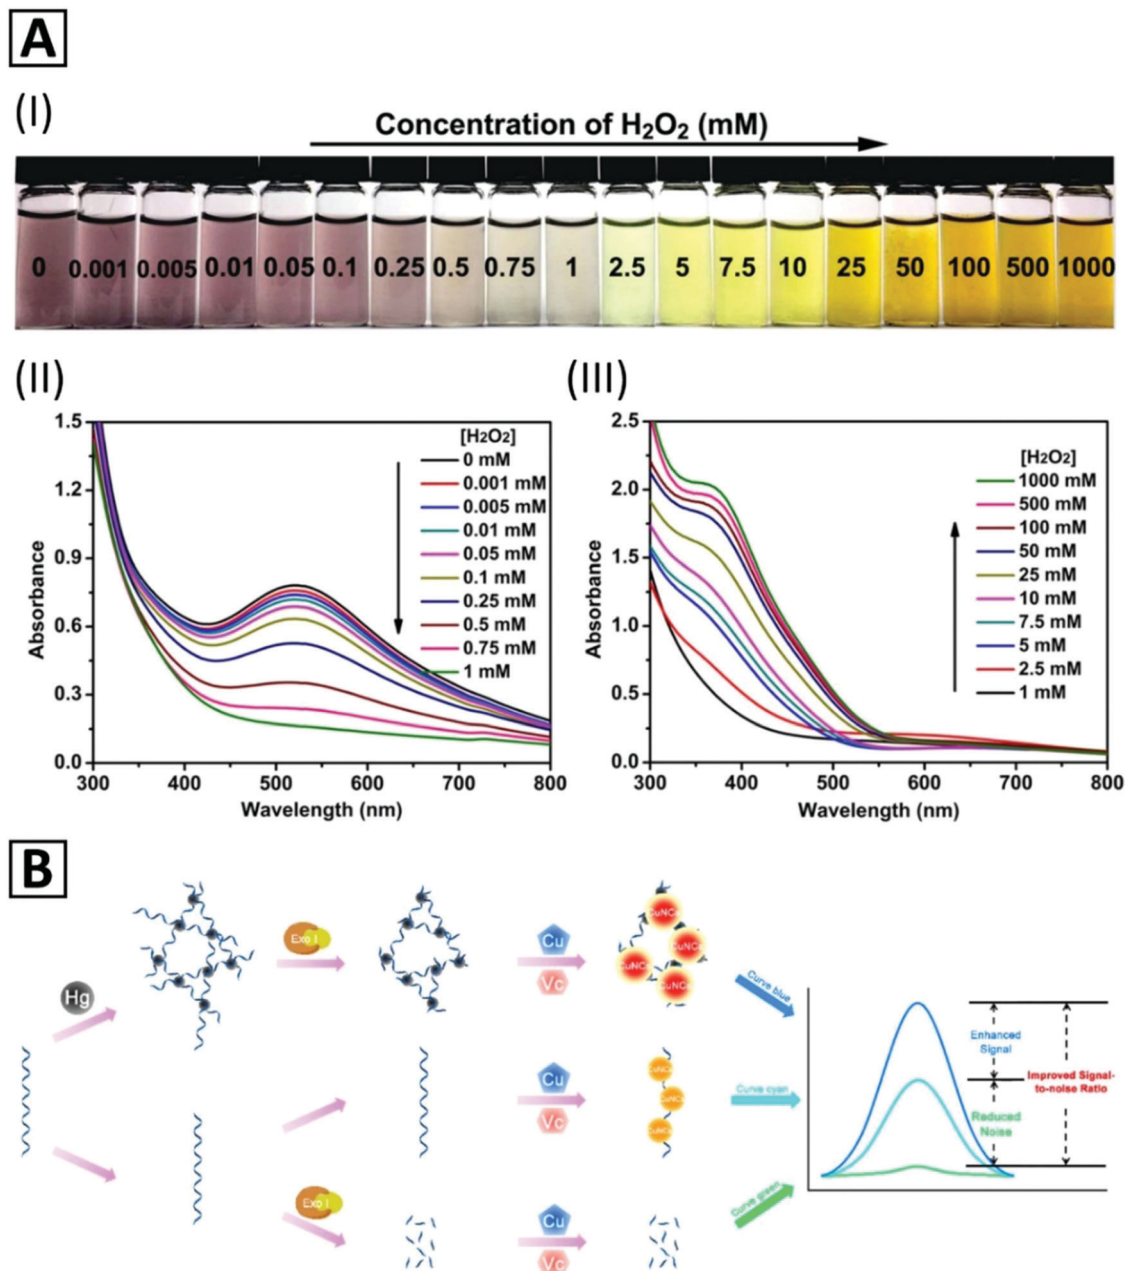 A
(I)
Concentration of H₂O₂ (mM)
0 0.001 0.005 0.01 0.05 0.1 0.25 0.5 0.75 1 2.5 5 7.5 10 25 50 100 500 1000
(II)
1.5
1.2
0.9
0.6
0.3
0.0
Absorbance
[H2O2]
0 mM
0.001 mM
0.005 mM
0.01 mM
0.05 mM
0.1 mM
0.25 mM
0.5 mM
0.75 mM
1 mM
300 400 500 600 700 800
Wavelength (nm)
(III)
2.5
2.0
1.5
1.0
0.5
0.0
Absorbance
[H2O2]
1000 mM
500 mM
100 mM
50 mM
25 mM
10 mM
7.5 mM
5 mM
2.5 mM
1 mM
300 400 500 600 700 800
Wavelength (nm)
B
Hg
Exo I
Cu
Vc
CuNCs
CuNCs
CuNCs
CuNCs
Curve blue
Cu
Vc
CuNCs
CuNCs
CuNCs
Curve cyan
Exo I
Cu
Vc
Curve green
Enhanced
Signal
Improved Signal-
to-noise Ratio
Reduced
Noise